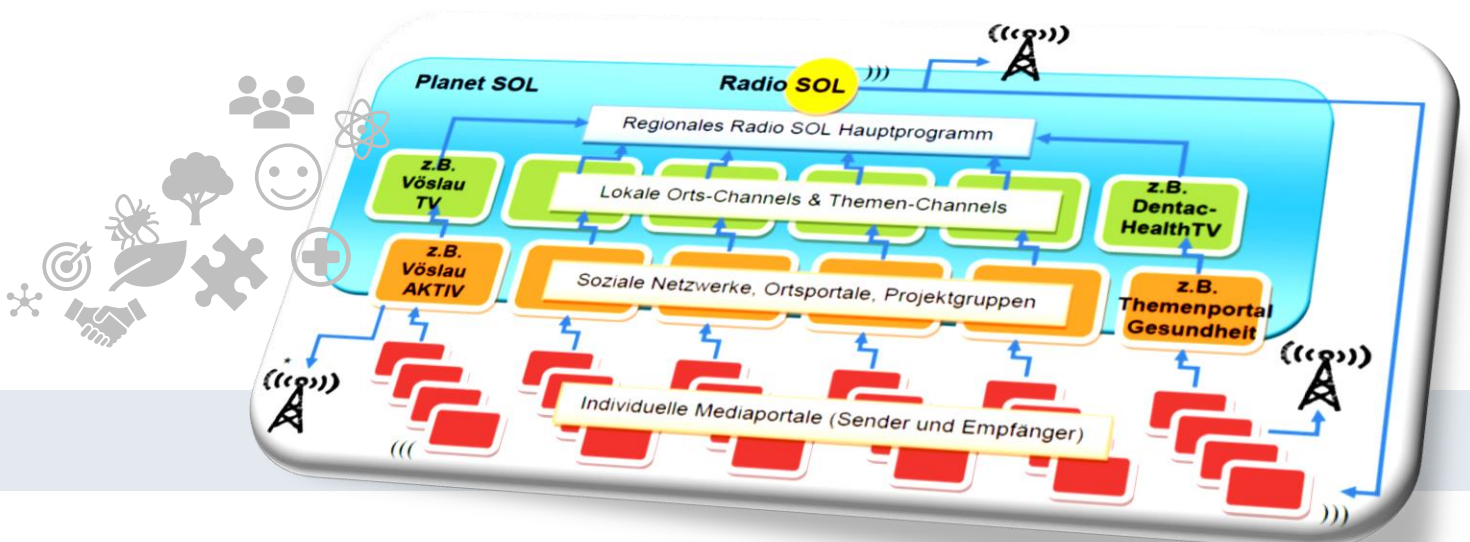 Planet SOL
Radio SOL
Regionales Radio SOL Hauptprogramm
z.B.
Vöslau
TV
Lokale Orts-Channels & Themen-Channels
z.B.
Dentac-
HealthTV
z.B.
Vöslau
AKTIV
Soziale Netzwerke, Ortsportale, Projektgruppen
z.B.
Themenportal
Gesundheit
Individuelle Mediaportale (Sender und Empfänger)